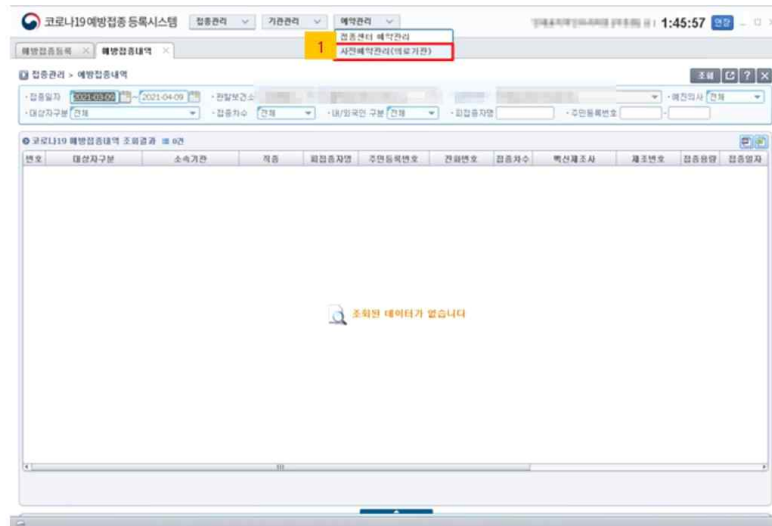 코로나19 예방접종 등록시스템 접종관리 기관관리 예약관리 1:45:57 연장
접종센터 예약관리
1 사전예약관리(의료기관)
예방접종등록 예방접종내역
접종관리 > 예방접종내역 조회 ?
·접종일자 2021-03-09 ~ 2021-04-09 ·관할보건소 ·예진의사 전체
·대상자구분 전체 ·접종차수 전체 ·내/외국인 구분 전체 ·피접종자명 ·주민등록번호 -
코로나19 예방접종내역 조회결과 0건
번호 대상자구분 소속기관 직종 피접종자명 주민등록번호 전화번호 접종차수 백신제조사 제조번호 접종용량 접종일자
조회된 데이터가 없습니다